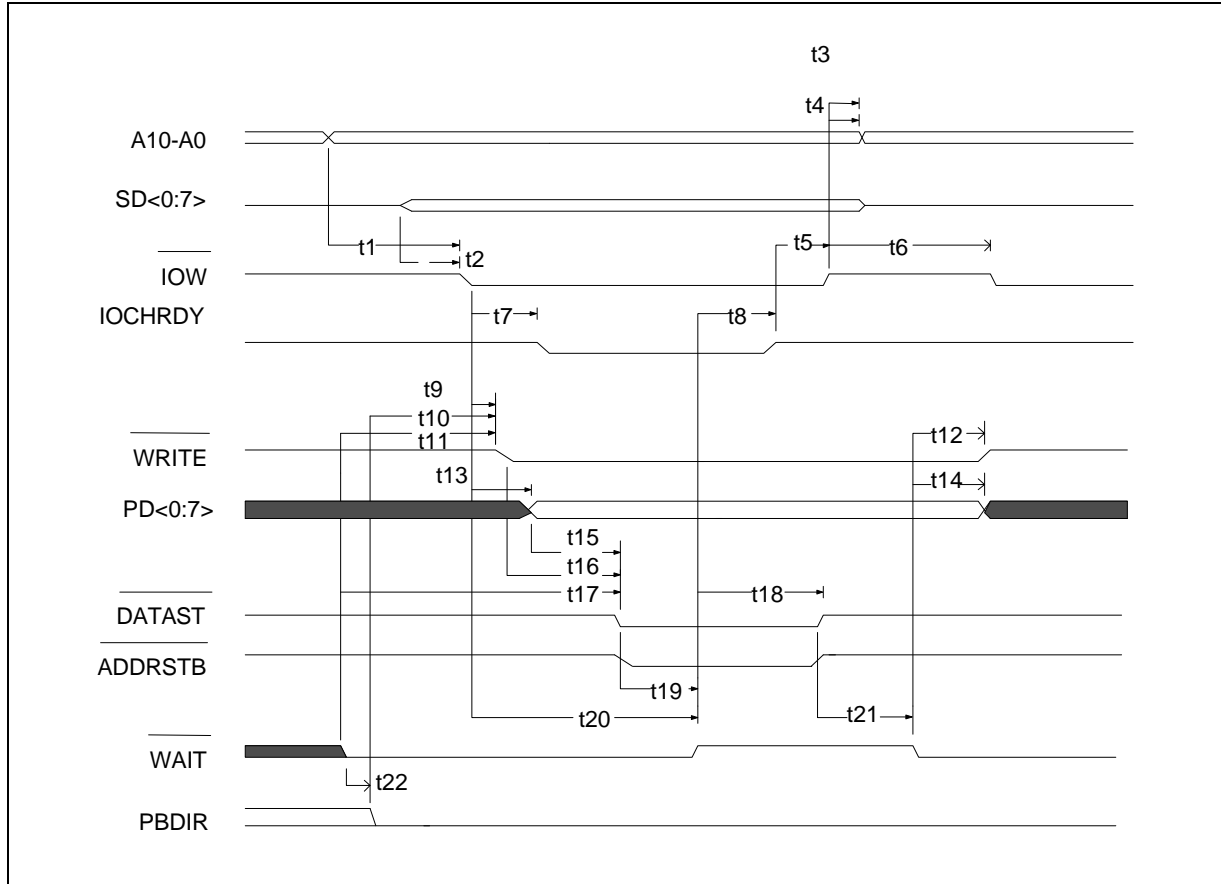 t3
t4
A10-A0
SD<0:7>
t1
t2
t5
t6
IOW
IOCHRDY
t7
t8
t9
t10
t11
t12
WRITE
t13
t14
PD<0:7>
t15
t16
t17
t18
DATAST
ADDRSTB
t19
t20
t21
WAIT
t22
PBDIR